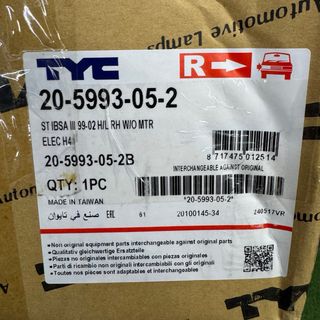 Automotive Lamps
TYC
R
20-5993-05-2
ST IBSA III 99-02 H/L RH W/O MTR
ELEC H4
20-5993-05-2B
8 717475 012514
QTY: 1PC
INTERCHANGEABLE AGAINST ORIGINAL
MADE IN TAIWAN
"20-5993-05-2"
صنع في تايوان
61
20100145-34
240517VR
Non original equipment parts interchangeable against original parts
Qualitativ gleichwertige Ersatzteile
Piezas no originales intercambiables con las originales
Parti di ricambio non originali intercambiabili con gli originali
Toutes nos pièces sont adaptables et interchangeables